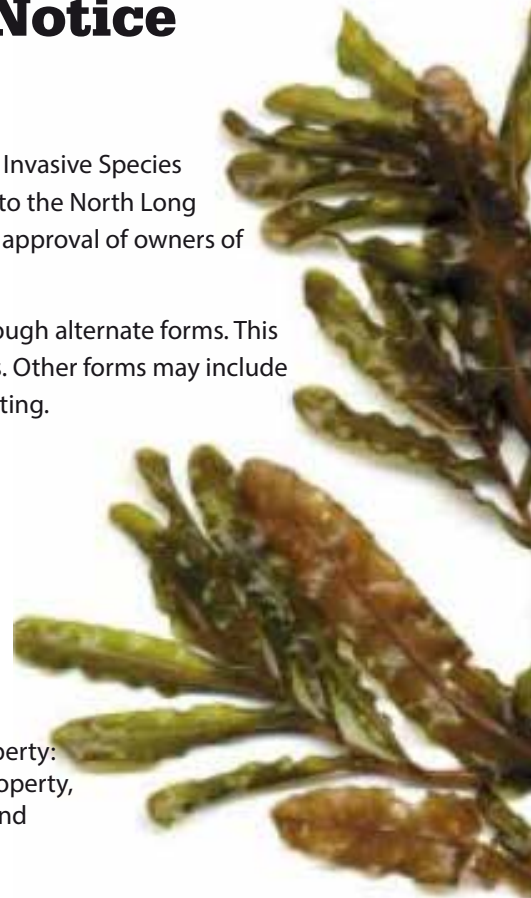 Notice
Invasive Species
to the North Long
approval of owners of
ough alternate forms. This
s. Other forms may include
ting.
perty:
operty,
nd